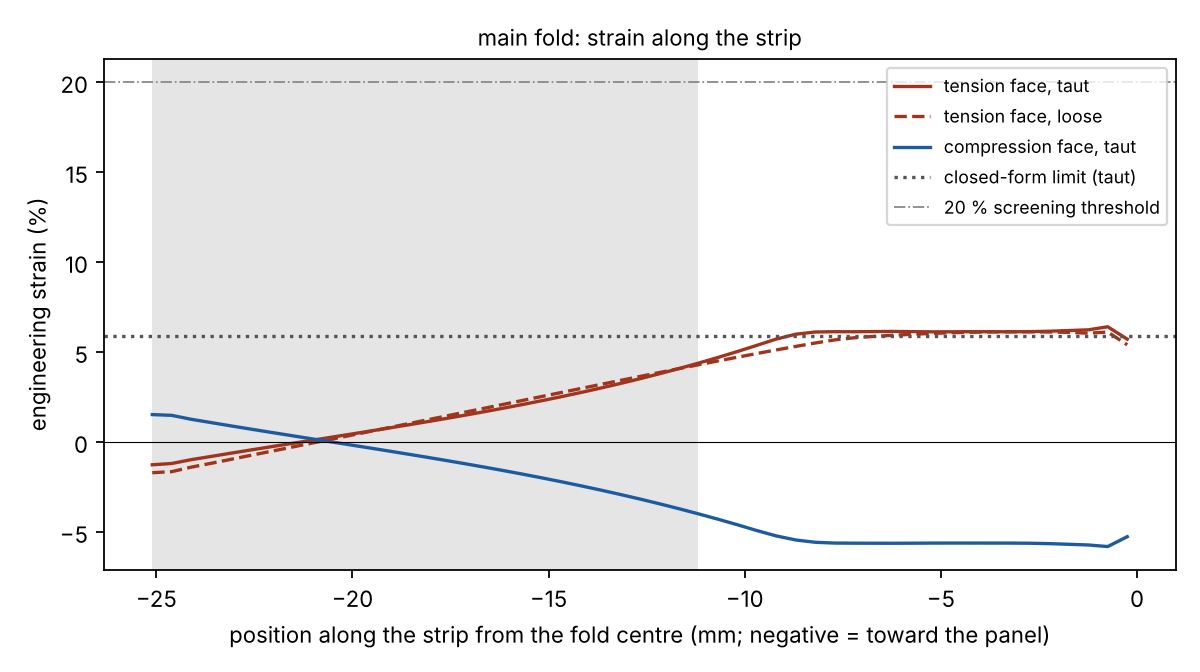 main fold: strain along the strip
engineering strain (%)
20
15
10
5
0
−5
tension face, taut
tension face, loose
compression face, taut
closed-form limit (taut)
20 % screening threshold
−25 −20 −15 −10 −5 0
position along the strip from the fold centre (mm; negative = toward the panel)